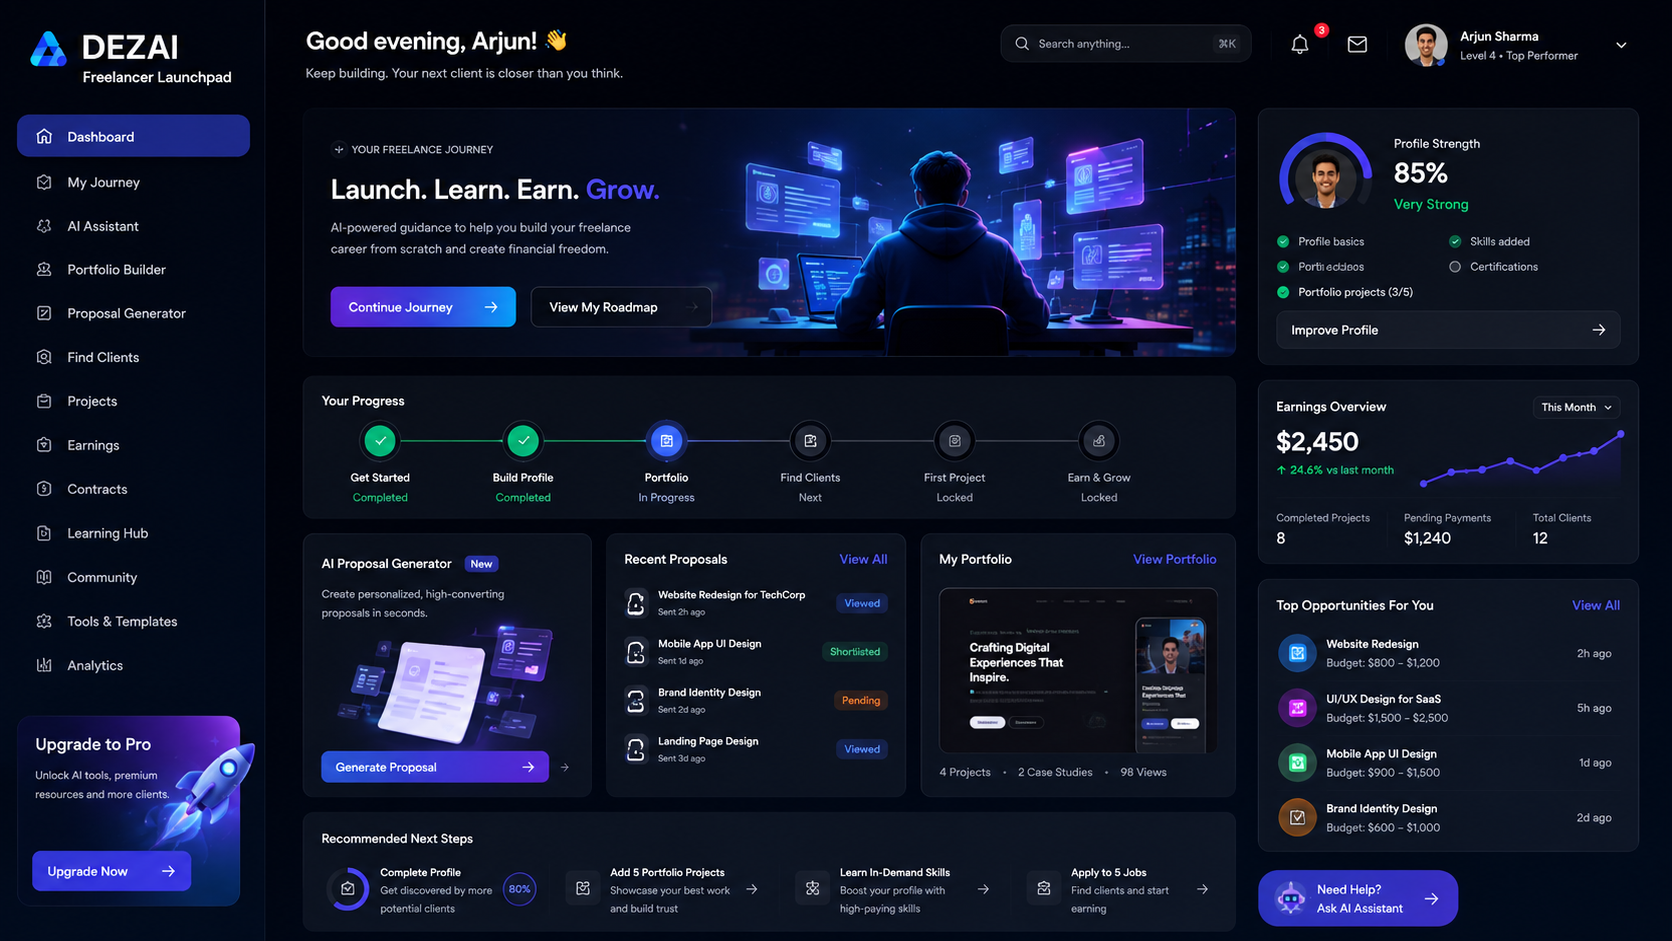 DEZAI
Freelancer Launchpad
Dashboard
My Journey
AI Assistant
Portfolio Builder
Proposal Generator
Find Clients
Projects
Earnings
Contracts
Learning Hub
Community
Tools & Templates
Analytics
Upgrade to Pro
Unlock AI tools, premium
resources and more clients.
Upgrade Now
Good evening, Arjun! 👋
Keep building. Your next client is closer than you think.
Search anything...
⌘K
3
Arjun Sharma
Level 4 • Top Performer
YOUR FREELANCE JOURNEY
Launch. Learn. Earn. Grow.
AI-powered guidance to help you build your freelance
career from scratch and create financial freedom.
Continue Journey
View My Roadmap
Your Progress
Get Started
Completed
Build Profile
Completed
Portfolio
In Progress
Find Clients
Next
First Project
Locked
Earn & Grow
Locked
AI Proposal Generator
New
Create personalized, high-converting
proposals in seconds.
Generate Proposal
Recent Proposals
View All
Website Redesign for TechCorp
Sent 2h ago
Viewed
Mobile App UI Design
Sent 1d ago
Shortlisted
Brand Identity Design
Sent 2d ago
Pending
Landing Page Design
Sent 3d ago
Viewed
My Portfolio
View Portfolio
Crafting Digital
Experiences That
Inspire.
4 Projects • 2 Case Studies • 98 Views
Recommended Next Steps
Complete Profile
Get discovered by more
potential clients
80%
Add 5 Portfolio Projects
Showcase your best work
and build trust
Learn In-Demand Skills
Boost your profile with
high-paying skills
Apply to 5 Jobs
Find clients and start
earning
Profile Strength
85%
Very Strong
Profile basics
Skills added
Certifications
Portfolio projects (3/5)
Improve Profile
Earnings Overview
This Month
$2,450
↑ 24.6% vs last month
Completed Projects
8
Pending Payments
$1,240
Total Clients
12
Top Opportunities For You
View All
Website Redesign
Budget: $800 – $1,200
2h ago
UI/UX Design for SaaS
Budget: $1,500 – $2,500
5h ago
Mobile App UI Design
Budget: $900 – $1,500
1d ago
Brand Identity Design
Budget: $600 – $1,000
2d ago
Need Help?
Ask AI Assistant